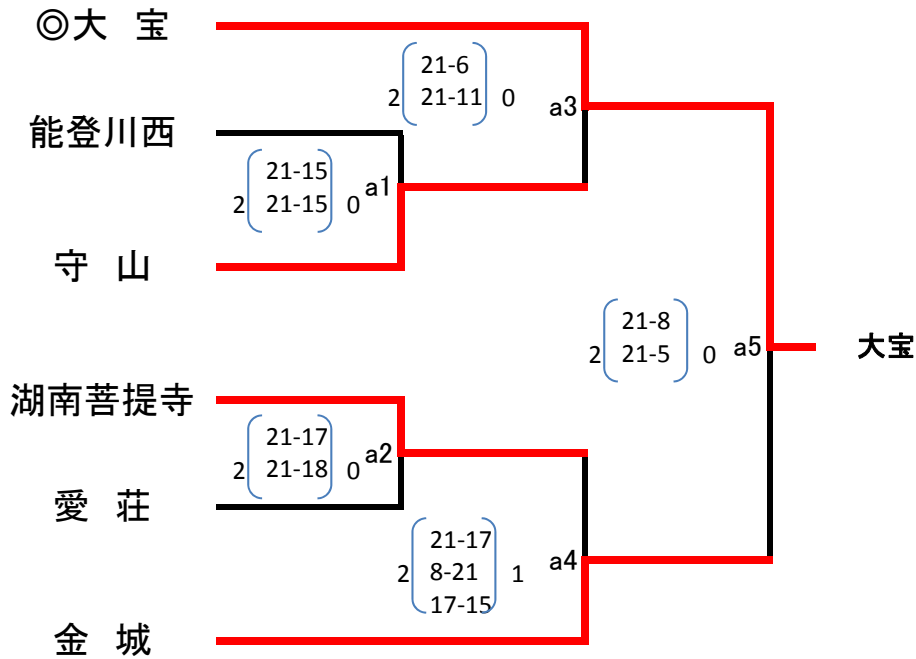 ◎大 宝
21-6
2 21-11 0
a3
能登川西
21-15
2 21-15 0
a1
守 山
21-8
2 21-5 0
a5
大宝
湖南菩提寺
21-17
2 21-18 0
a2
愛 荘
21-17
2 8-21 1
17-15
a4
金 城